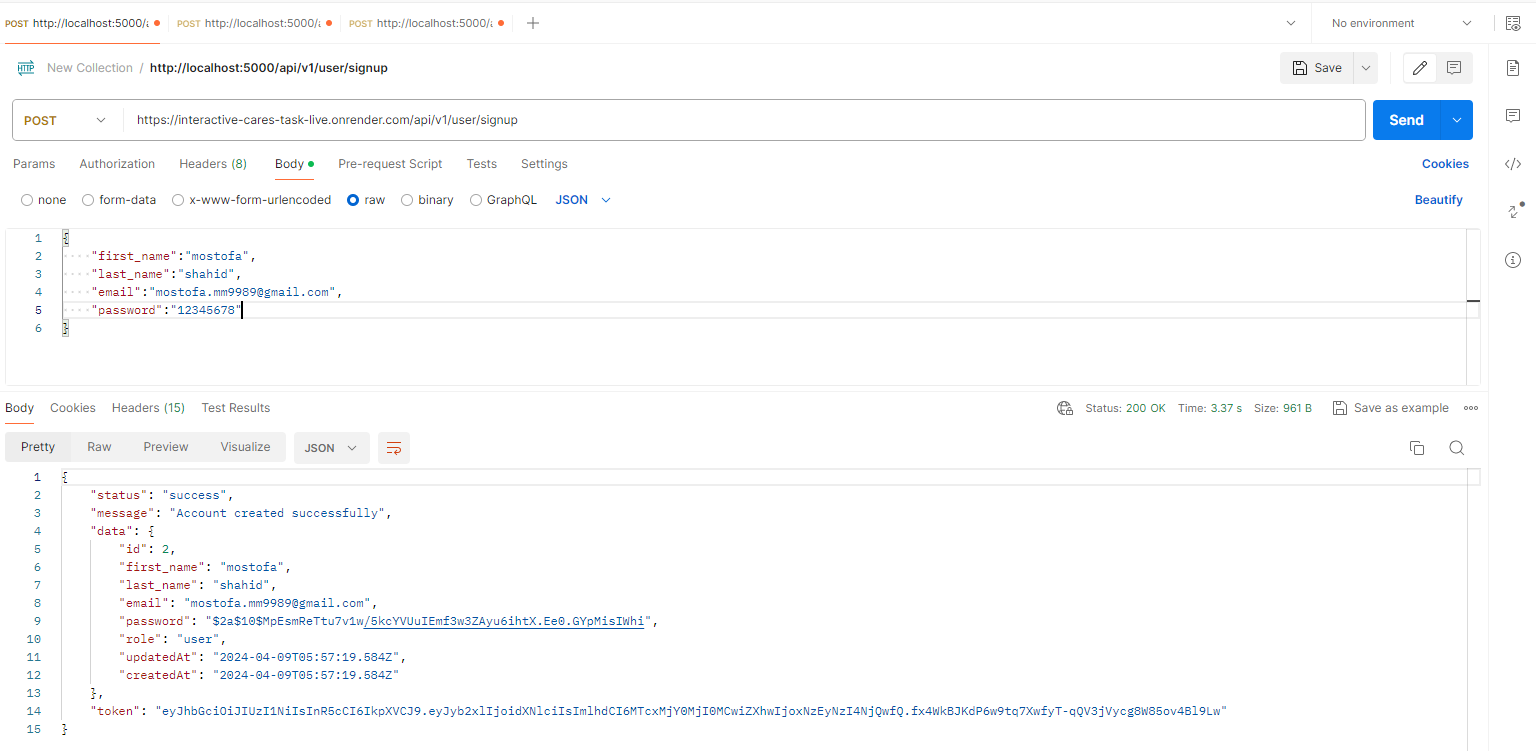 POST http://localhost:5000/a POST http://localhost:5000/a POST http://localhost:5000/a No environment
HTTP New Collection / http://localhost:5000/api/v1/user/signup Save
POST https://interactive-cares-task-live.onrender.com/api/v1/user/signup Send
Params Authorization Headers (8) Body Pre-request Script Tests Settings Cookies
none form-data x-www-form-urlencoded raw binary GraphQL JSON Beautify
1 {
2 "first_name":"mostofa",
3 "last_name":"shahid",
4 "email":"mostofa.mm9989@gmail.com",
5 "password":"12345678"
6 }
Body Cookies Headers (15) Test Results Status: 200 OK Time: 3.37 s Size: 961 B Save as example
Pretty Raw Preview Visualize JSON
1 {
2 "status": "success",
3 "message": "Account created successfully",
4 "data": {
5 "id": 2,
6 "first_name": "mostofa",
7 "last_name": "shahid",
8 "email": "mostofa.mm9989@gmail.com",
9 "password": "$2a$10$MpEsmReTtu7v1w/5kcYVUuIEmf3w3ZAyu6ihtX.Ee0.GYpMisIWhi",
10 "role": "user",
11 "updatedAt": "2024-04-09T05:57:19.584Z",
12 "createdAt": "2024-04-09T05:57:19.584Z"
13 },
14 "token": "eyJhbGciOiJIUzI1NiIsInR5cCI6IkpXVCJ9.eyJyb2xlIjoidXNlciIsImlhdCI6MTcxMjY0MjI0MCwiZXhwIjoxNzEyNzI4NjQwfQ.fx4WkBJKdP6w9tq7XwfyT-qQV3jVycg8W85ov4Bl9Lw"
15 }